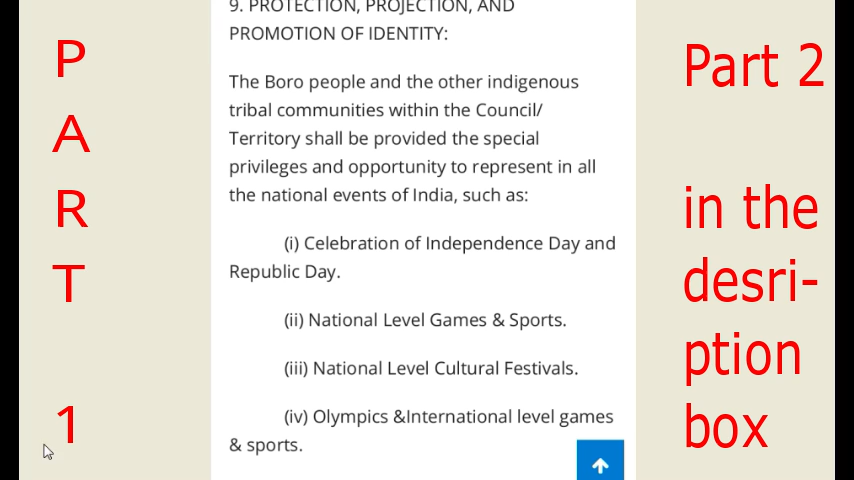 P
A
R
T
1
9. PROTECTION, PROJECTION, AND
PROMOTION OF IDENTITY:
The Boro people and the other indigenous
tribal communities within the Council/
Territory shall be provided the special
privileges and opportunity to represent in all
the national events of India, such as:
(i) Celebration of Independence Day and
Republic Day.
(ii) National Level Games & Sports.
(iii) National Level Cultural Festivals.
(iv) Olympics &International level games
& sports.
Part 2
in the
desri-
ption
box